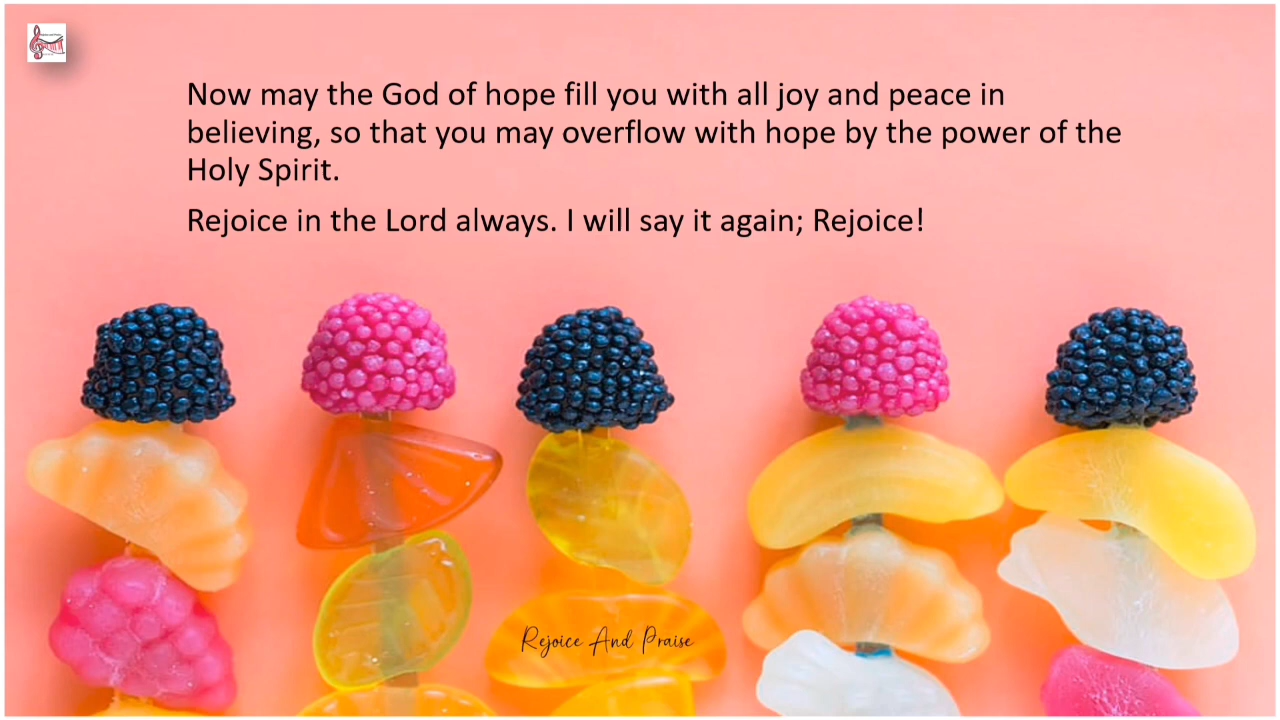 Now may the God of hope fill you with all joy and peace in
believing, so that you may overflow with hope by the power of the
Holy Spirit.
Rejoice in the Lord always. I will say it again; Rejoice!
Rejoice And Praise